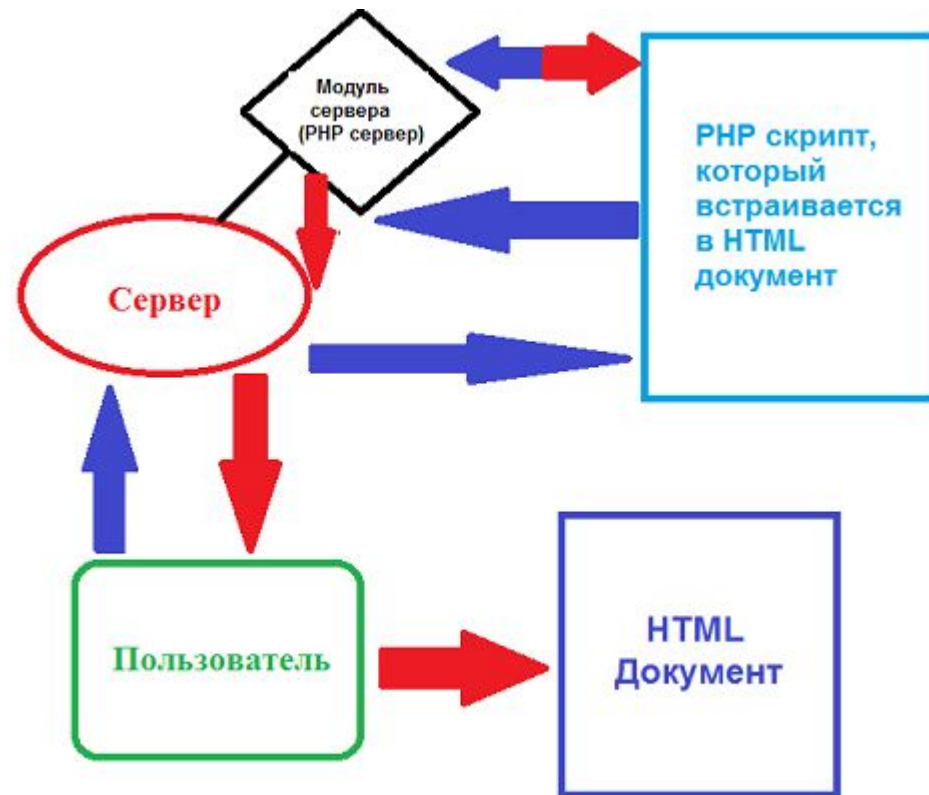 Модуль
сервера
(PHP сервер)
PHP скрипт,
который
встраивается
в HTML
документ
Сервер
Пользователь
HTML
Документ